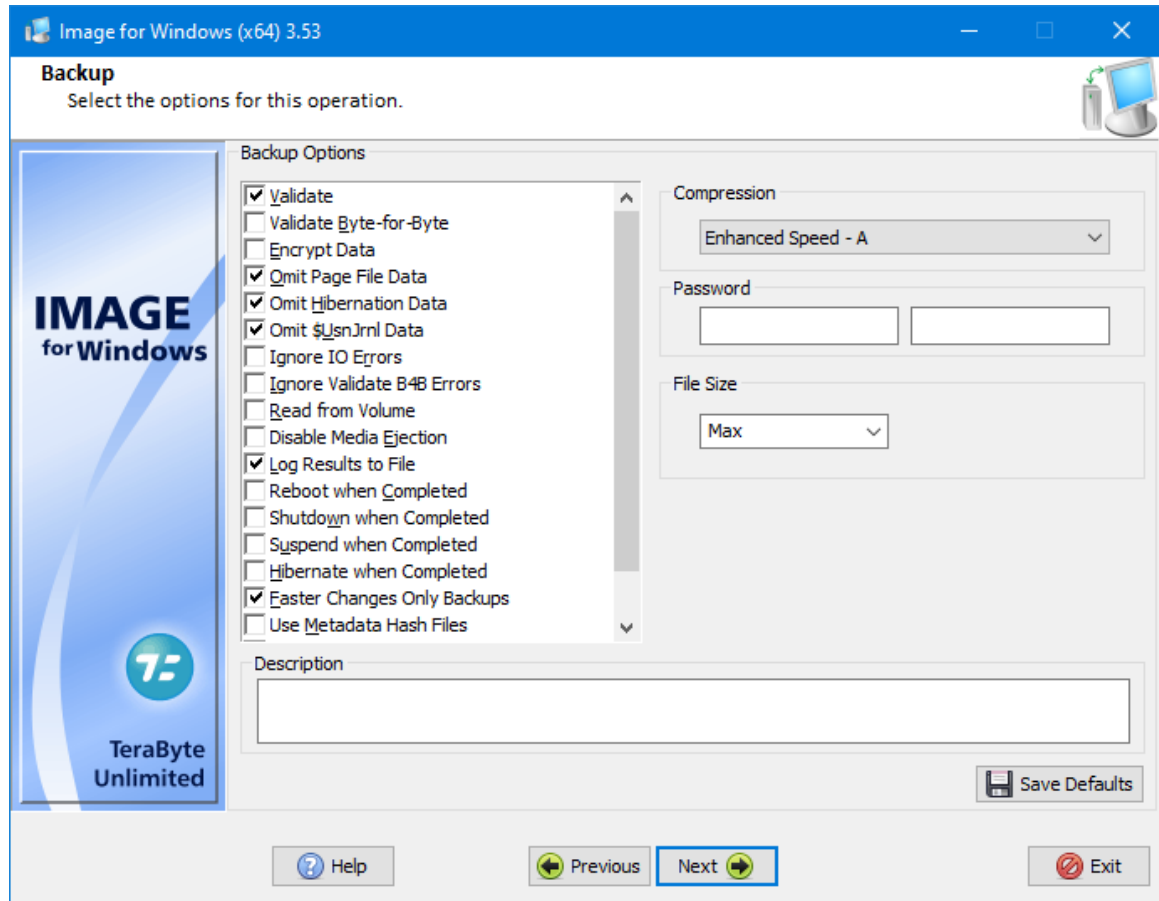 Image for Windows (x64) 3.53
Backup
Select the options for this operation.
IMAGE
for Windows
TeraByte
Unlimited
Backup Options
Validate
Validate Byte-for-Byte
Encrypt Data
Omit Page File Data
Omit Hibernation Data
Omit $UsnJrnl Data
Ignore IO Errors
Ignore Validate B4B Errors
Read from Volume
Disable Media Ejection
Log Results to File
Reboot when Completed
Shutdown when Completed
Suspend when Completed
Hibernate when Completed
Faster Changes Only Backups
Use Metadata Hash Files
Compression
Enhanced Speed - A
Password
File Size
Max
Description
Save Defaults
Help
Previous
Next
Exit